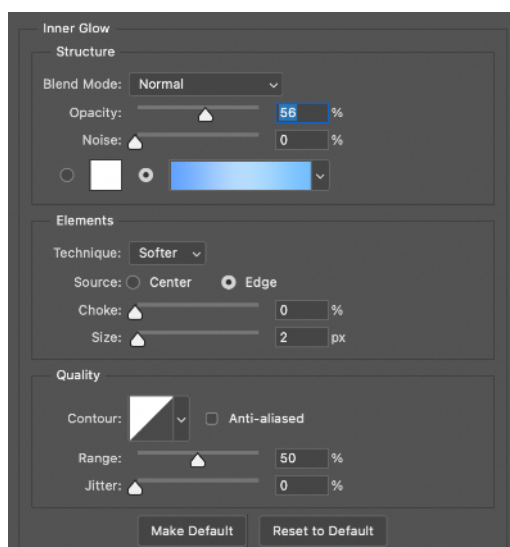 Inner Glow
Structure
Blend Mode: Normal
Opacity: 56 %
Noise: 0 %
Elements
Technique: Softer
Source: Center Edge
Choke: 0 %
Size: 2 px
Quality
Contour: Anti-aliased
Range: 50 %
Jitter: 0 %
Make Default Reset to Default